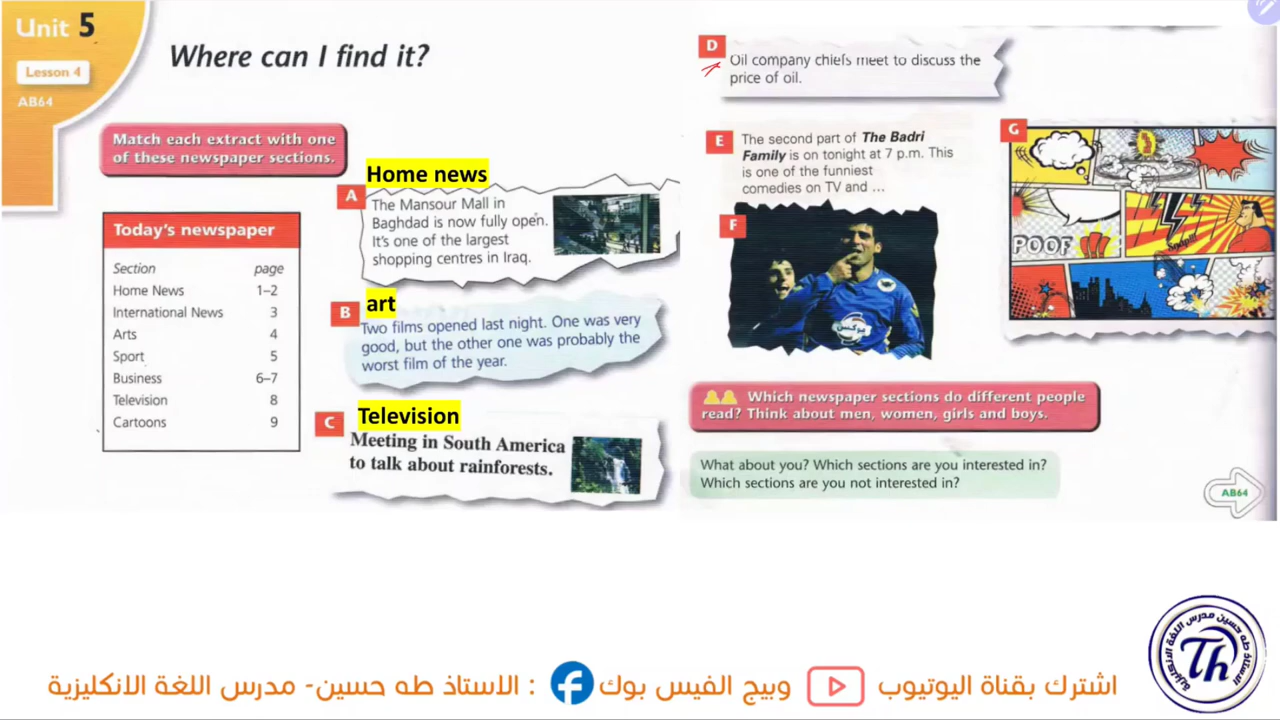 Unit 5
Lesson 4
AB64
Where can I find it?
Match each extract with one
of these newspaper sections.
Today's newspaper
Section page
Home News 1–2
International News 3
Arts 4
Sport 5
Business 6–7
Television 8
Cartoons 9
Home news
A
The Mansour Mall in
Baghdad is now fully open.
It's one of the largest
shopping centres in Iraq.
art
B
Two films opened last night. One was very
good, but the other one was probably the
worst film of the year.
Television
C
Meeting in South America
to talk about rainforests.
D
Oil company chiefs meet to discuss the
price of oil.
E
The second part of The Badri
Family is on tonight at 7 p.m. This
is one of the funniest
comedies on TV and ...
F
G
POOF
Snap!!!
Which newspaper sections do different people
read? Think about men, women, girls and boys.
What about you? Which sections are you interested in?
Which sections are you not interested in?
AB64
اشترك بقناة اليوتيوب وبيج الفيس بوك : الاستاذ طه حسين- مدرس اللغة الانكليزية
Th
الاستاذ طه حسين مدرس اللغة الانكليزية